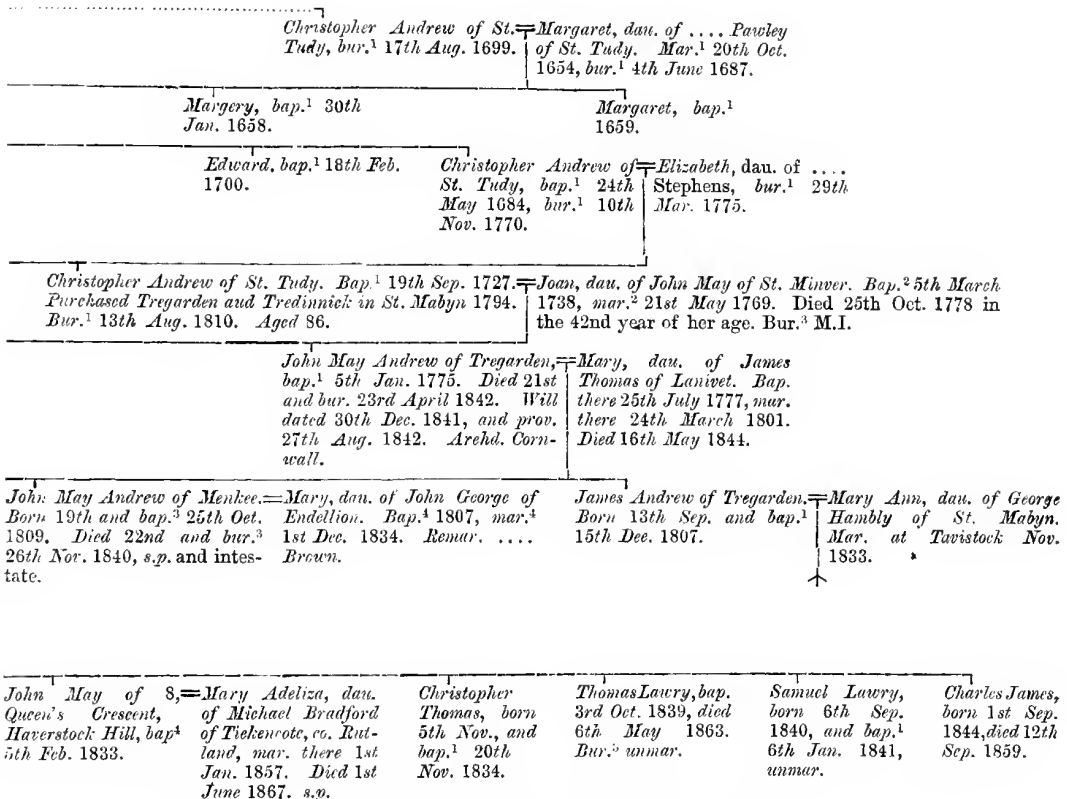 Christopher Andrew of St.
Tudy, bur.¹ 17th Aug. 1699.
Margaret, dau. of .... Pawley
of St. Tudy. Mar.¹ 20th Oct.
1654, bur.¹ 4th June 1687.
Margery, bap.¹ 30th
Jan. 1658.
Margaret, bap.¹
1659.
Edward, bap.¹ 18th Feb.
1700.
Christopher Andrew of
St. Tudy, bap.¹ 24th
May 1684, bur.¹ 10th
Nov. 1770.
Elizabeth, dau. of ....
Stephens, bur.¹ 29th
Mar. 1775.
Christopher Andrew of St. Tudy. Bap.¹ 19th Sep. 1727.
Purchased Tregarden and Tredinnick in St. Mabyn 1794.
Bur.¹ 13th Aug. 1810. Aged 86.
Joan, dau. of John May of St. Minver. Bap.² 5th March
1738, mar.² 21st May 1769. Died 25th Oct. 1778 in
the 42nd year of her age. Bur.³ M.I.
John May Andrew of Tregarden,
bap.¹ 5th Jan. 1775. Died 21st
and bur. 23rd April 1842. Will
dated 30th Dec. 1841, and prov.
27th Aug. 1842. Archd. Corn-
wall.
Mary, dau. of James
Thomas of Lanivet. Bap.
there 25th July 1777, mar.
there 24th March 1801.
Died 16th May 1844.
John May Andrew of Menkee.
Born 19th and bap.³ 25th Oct.
1809. Died 22nd and bur.³
26th Nov. 1840, s.p. and intes-
tate.
Mary, dau. of John George of
Endellion. Bap.⁴ 1807, mar.⁴
1st Dec. 1834. Remar. ....
Brown.
James Andrew of Tregarden.
Born 13th Sep. and bap.¹
15th Dec. 1807.
Mary Ann, dau. of George
Hambly of St. Mabyn.
Mar. at Tavistock Nov.
1833.
John May of 8,
Queen's Crescent,
Haverstock Hill, bap⁴
5th Feb. 1833.
Mary Adeliza, dau.
of Michael Bradford
of Tickencote, co. Rut-
land, mar. there 1st
Jan. 1857. Died 1st
June 1867. s.p.
Christopher
Thomas, born
5th Nov., and
bap.¹ 20th
Nov. 1834.
Thomas Lawry, bap.
3rd Oct. 1839, died
6th May 1863.
Bur. unmar.
Samuel Lawry,
born 6th Sep.
1840, and bap.¹
6th Jan. 1841,
unmar.
Charles James,
born 1st Sep.
1844, died 12th
Sep. 1859.